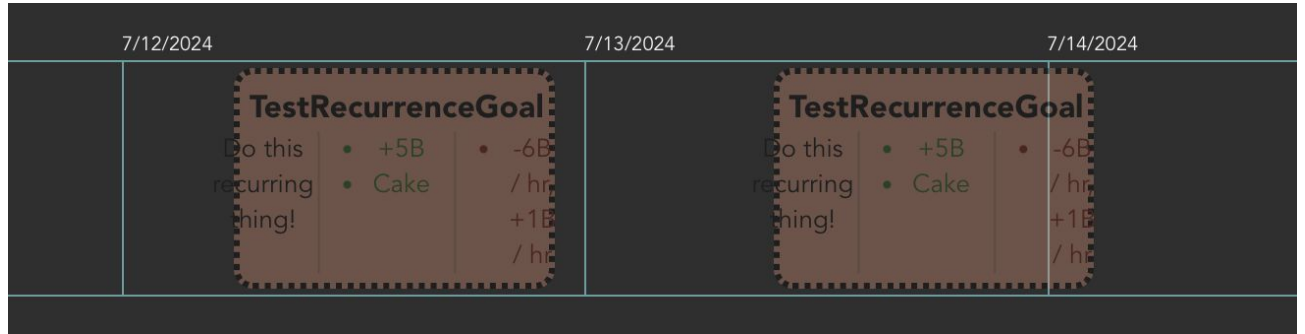 7/12/2024
7/13/2024
7/14/2024
TestRecurrenceGoal
Do this
recurring
thing!
• +5B
• Cake
• -6B
/ hr,
+1B
/ hr
TestRecurrenceGoal
Do this
recurring
thing!
• +5B
• Cake
• -6B
/ hr,
+1B
/ hr